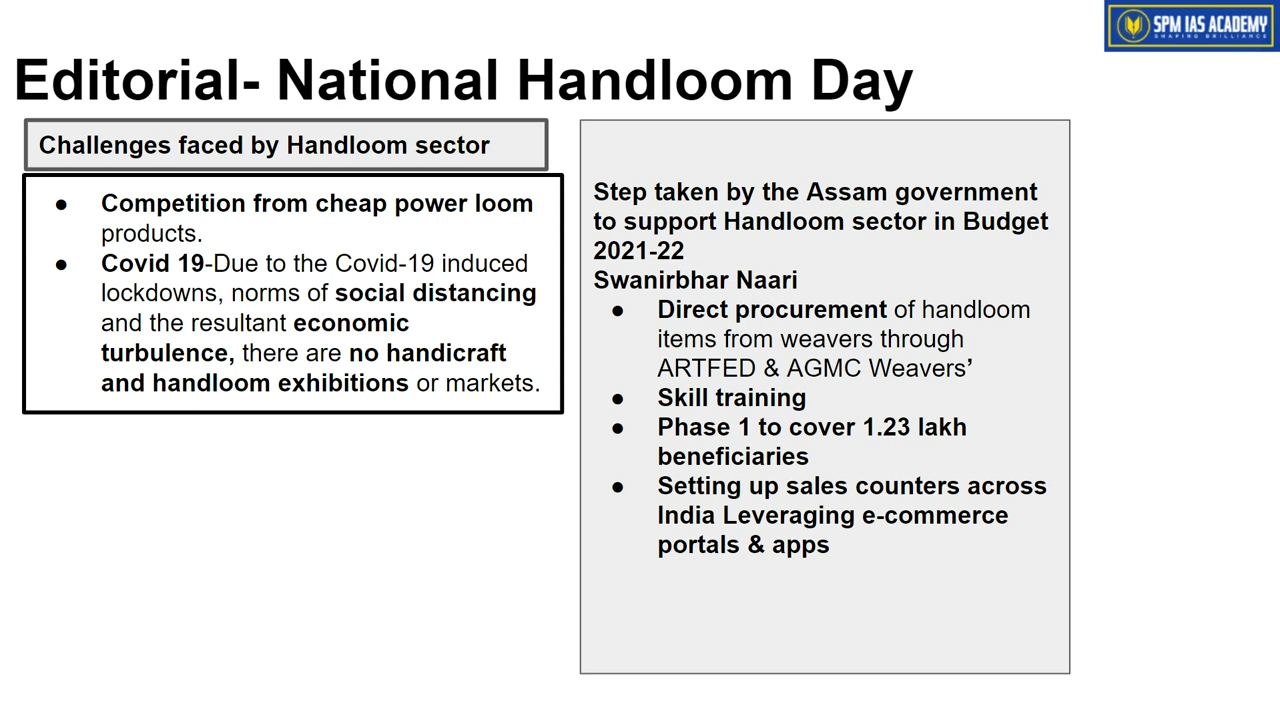 SPM IAS ACADEMY
SHAPING BRILLIANCE
Editorial- National Handloom Day
Challenges faced by Handloom sector
● Competition from cheap power loom
products.
● Covid 19-Due to the Covid-19 induced
lockdowns, norms of social distancing
and the resultant economic
turbulence, there are no handicraft
and handloom exhibitions or markets.
Step taken by the Assam government
to support Handloom sector in Budget
2021-22
Swanirbhar Naari
● Direct procurement of handloom
items from weavers through
ARTFED & AGMC Weavers’
● Skill training
● Phase 1 to cover 1.23 lakh
beneficiaries
● Setting up sales counters across
India Leveraging e-commerce
portals & apps